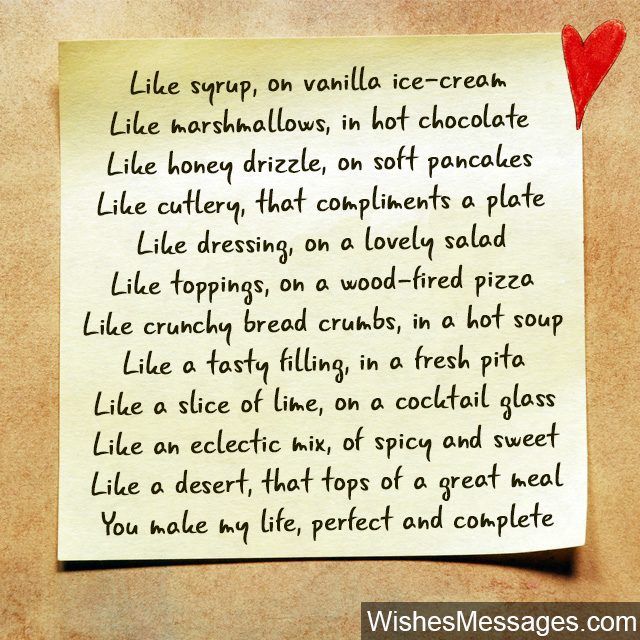 Like syrup, on vanilla ice-cream
Like marshmallows, in hot chocolate
Like honey drizzle, on soft pancakes
Like cutlery, that compliments a plate
Like dressing, on a lovely salad
Like toppings, on a wood-fired pizza
Like crunchy bread crumbs, in a hot soup
Like a tasty filling, in a fresh pita
Like a slice of lime, on a cocktail glass
Like an eclectic mix, of spicy and sweet
Like a desert, that tops of a great meal
You make my life, perfect and complete
WishesMessages.com